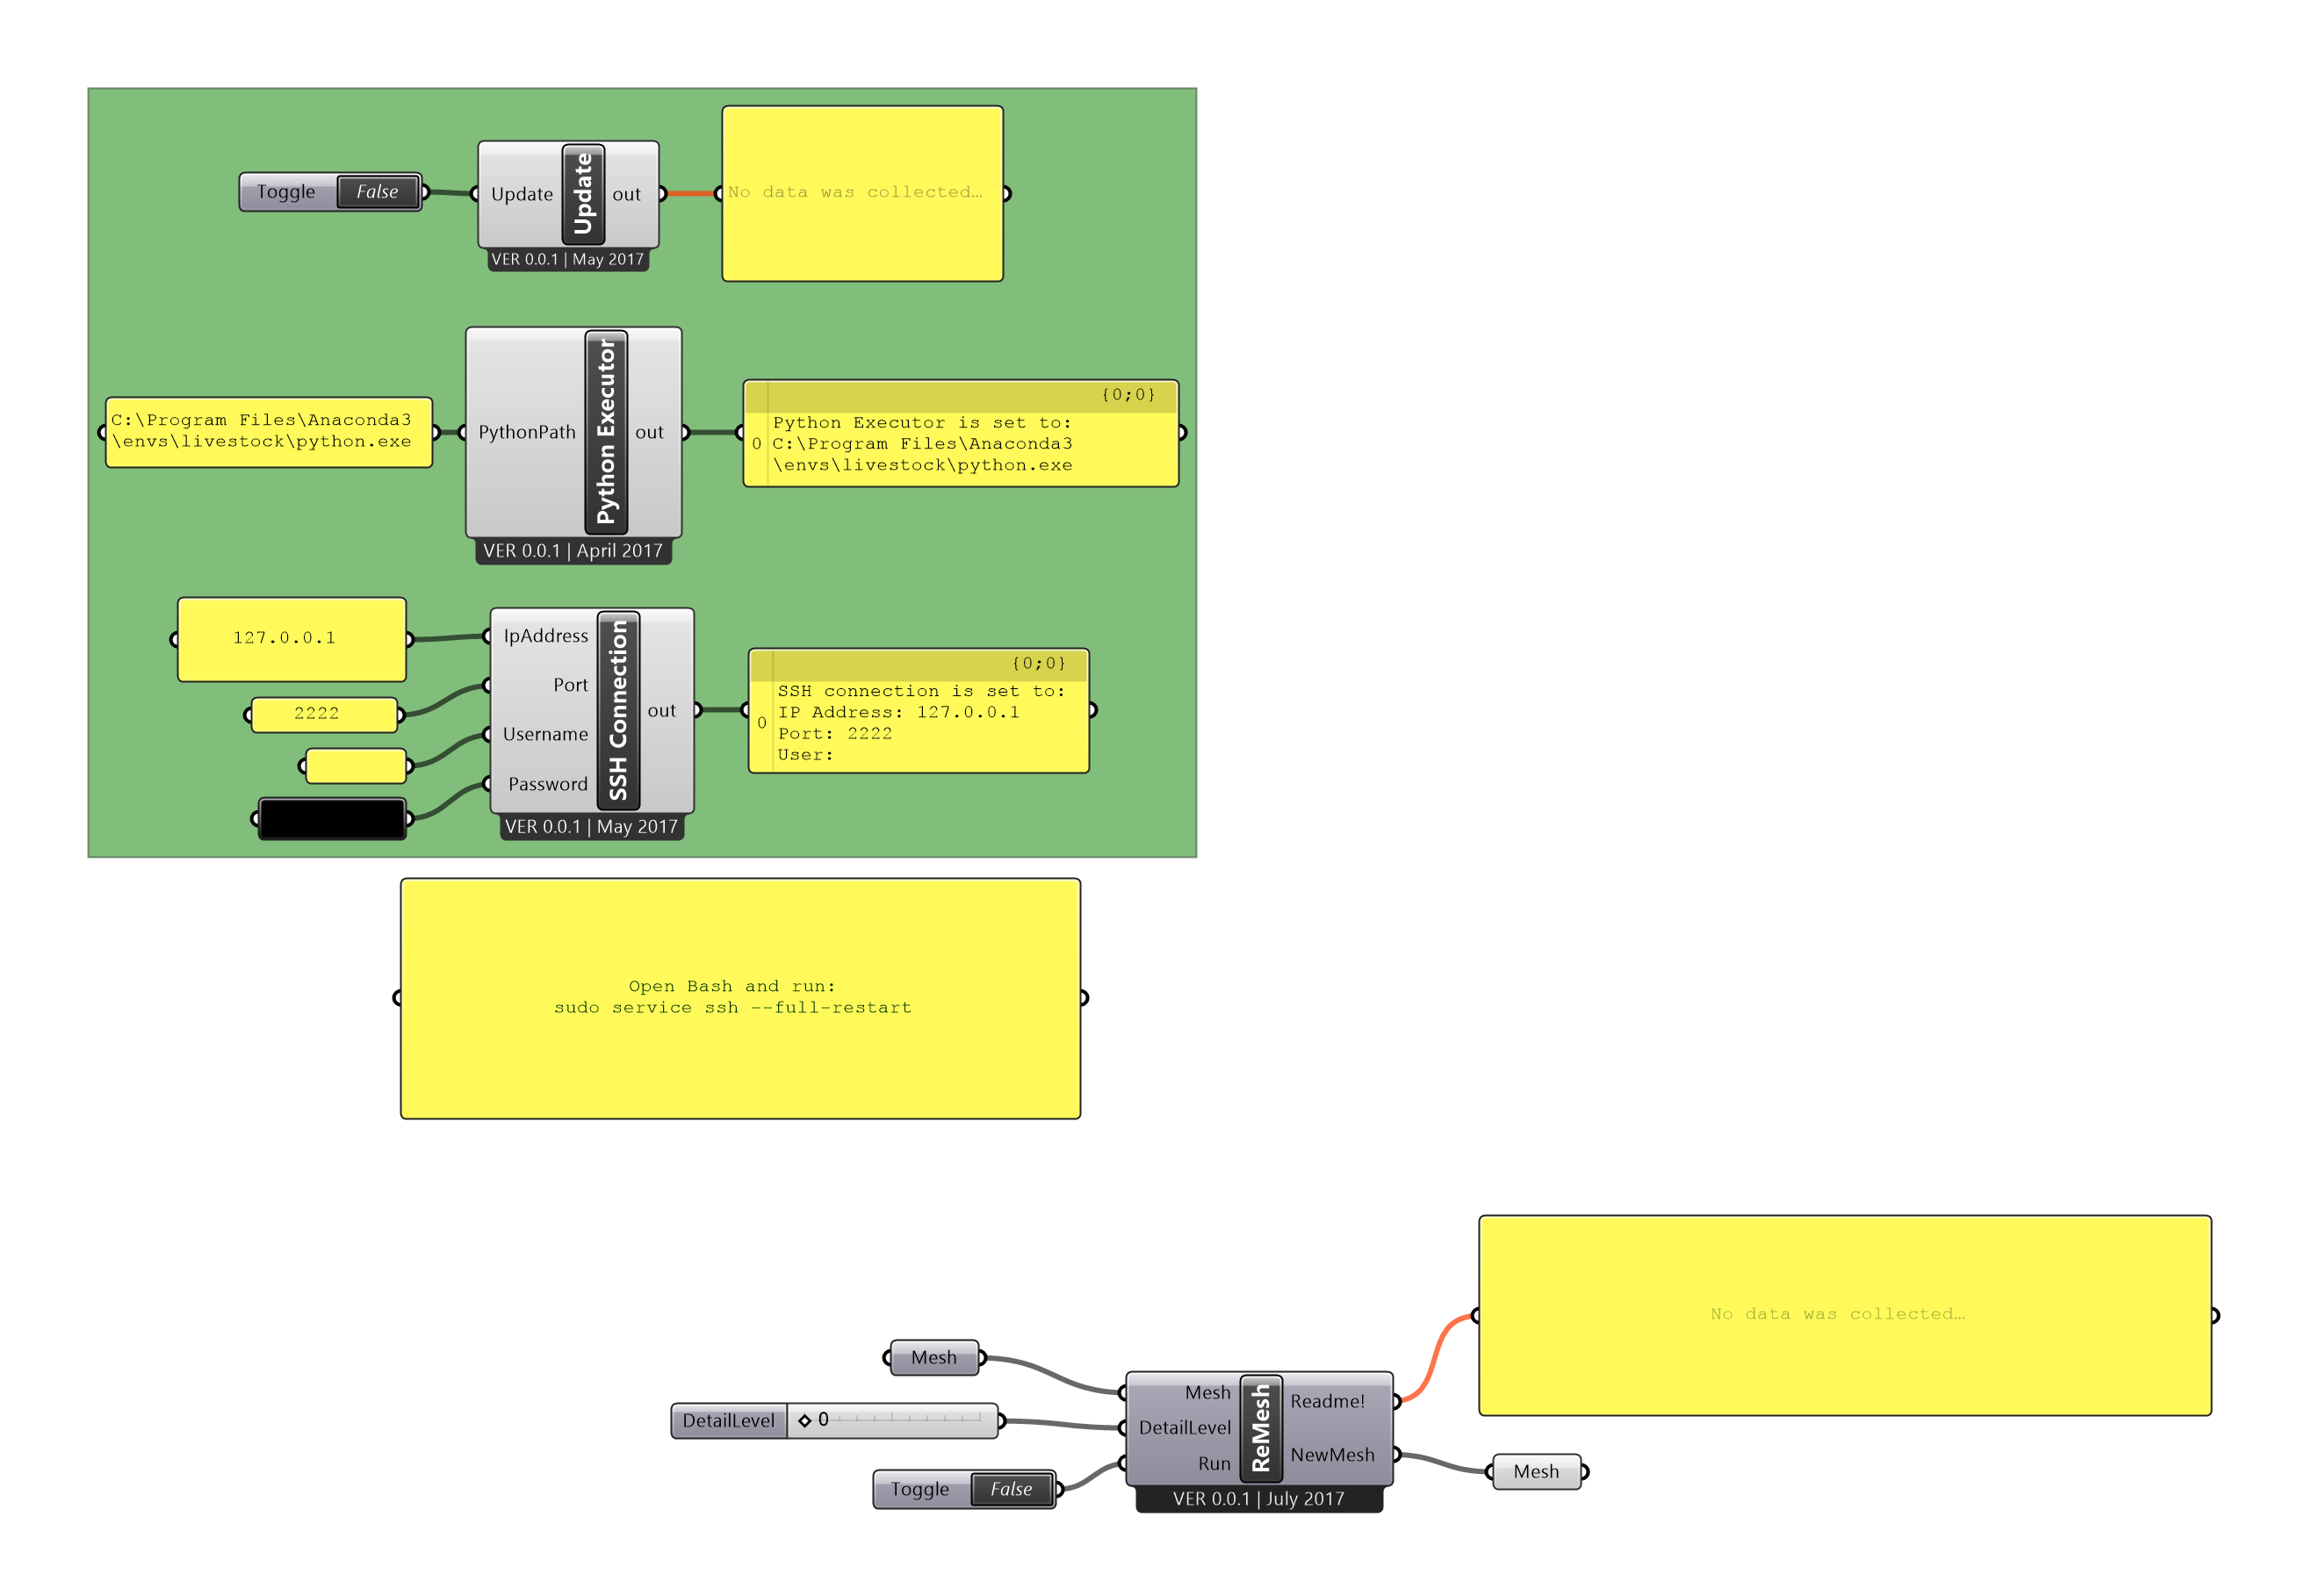 Toggle False
Update
Update
out
VER 0.0.1 | May 2017
No data was collected…
C:\Program Files\Anaconda3
\envs\livestock\python.exe
PythonPath
Python Executor
out
VER 0.0.1 | April 2017
{0;0}
0
Python Executor is set to:
C:\Program Files\Anaconda3
\envs\livestock\python.exe
127.0.0.1
2222
IpAddress
Port
Username
Password
SSH Connection
out
VER 0.0.1 | May 2017
{0;0}
0
SSH connection is set to:
IP Address: 127.0.0.1
Port: 2222
User:
Open Bash and run:
sudo service ssh --full-restart
Mesh
DetailLevel 0
Toggle False
Mesh
DetailLevel
Run
ReMesh
Readme!
NewMesh
VER 0.0.1 | July 2017
No data was collected…
Mesh